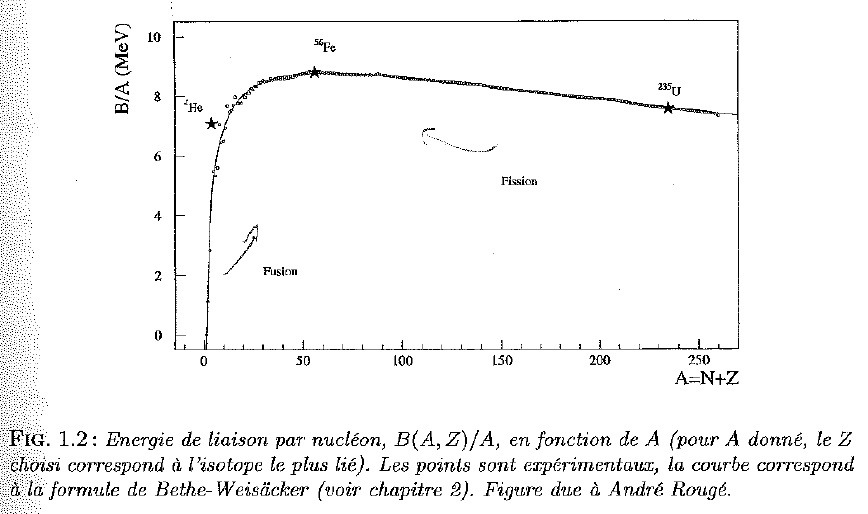 B/A (MeV)
10
8
6
4
2
0
⁵⁶Fe
⁴He
²³⁵U
Fission
Fusion
0 50 100 150 200 250
A=N+Z
FIG. 1.2: Energie de liaison par nucléon, B(A, Z)/A, en fonction de A (pour A donné, le Z
choisi correspond à l'isotope le plus lié). Les points sont expérimentaux, la courbe correspond
à la formule de Bethe-Weisäcker (voir chapitre 2). Figure due à André Rougé.